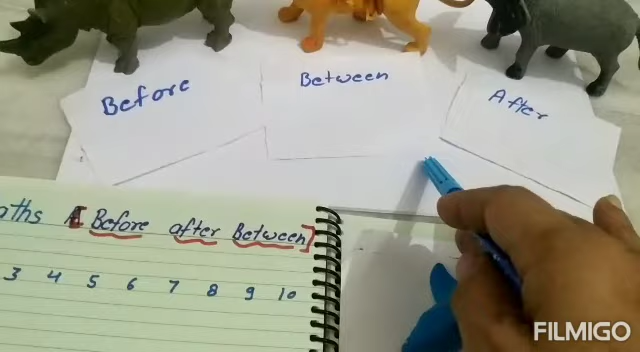 Before
Between
After
aths A[Before after Between]
3 4 5 6 7 8 9 10
FILMIGO